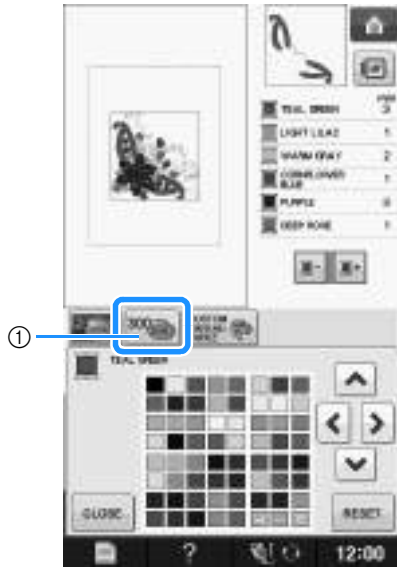 TEAL GREEN 3
LIGHT LILAC 1
WARM GRAY 2
CORNFLOWER
BLUE 1
PURPLE
DEEP ROSE 1
- +
①
300
CUSTOM
TEAL GREEN
CLOSE
RESET
?
12:00